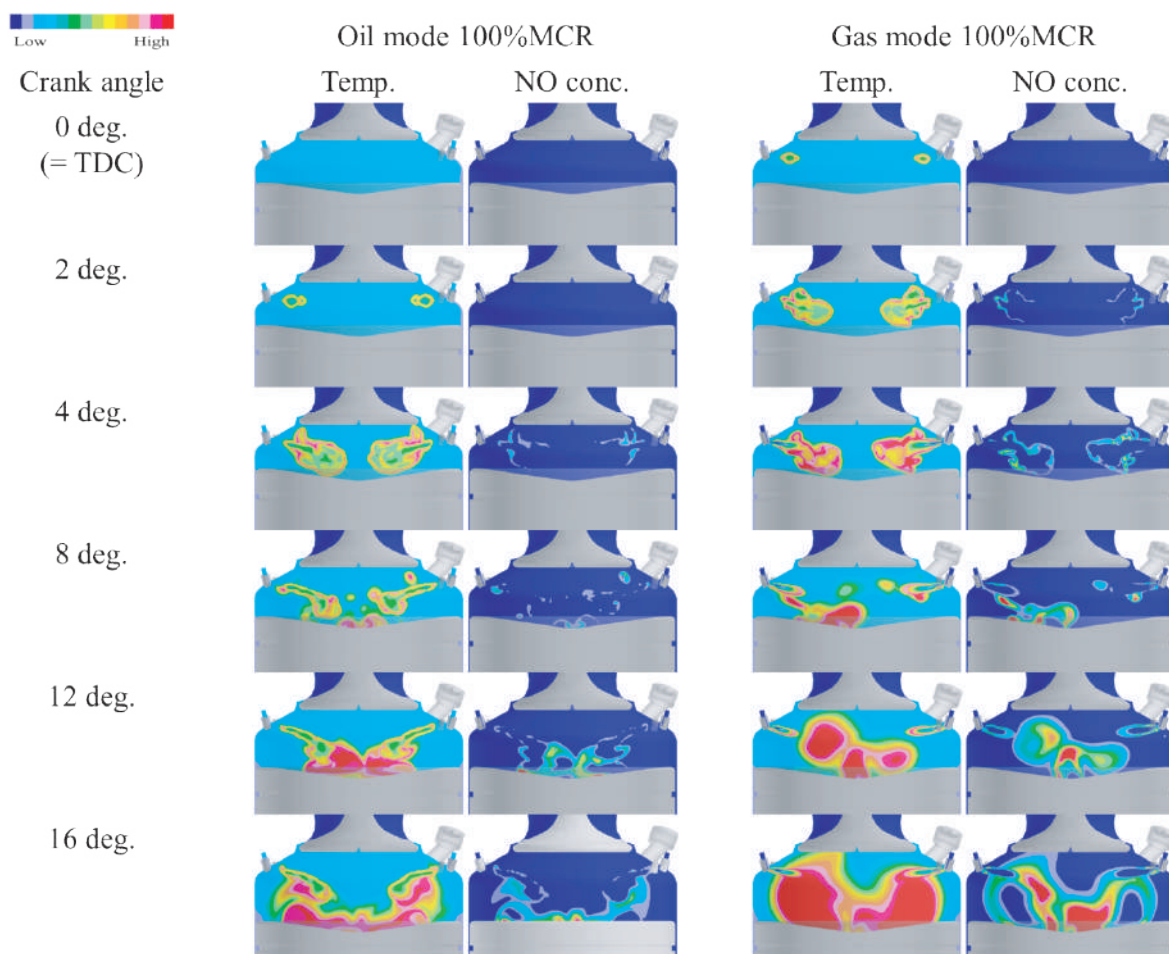 Low High
Oil mode 100%MCR Gas mode 100%MCR
Crank angle Temp. NO conc. Temp. NO conc.
0 deg.
(= TDC)
2 deg.
4 deg.
8 deg.
12 deg.
16 deg.